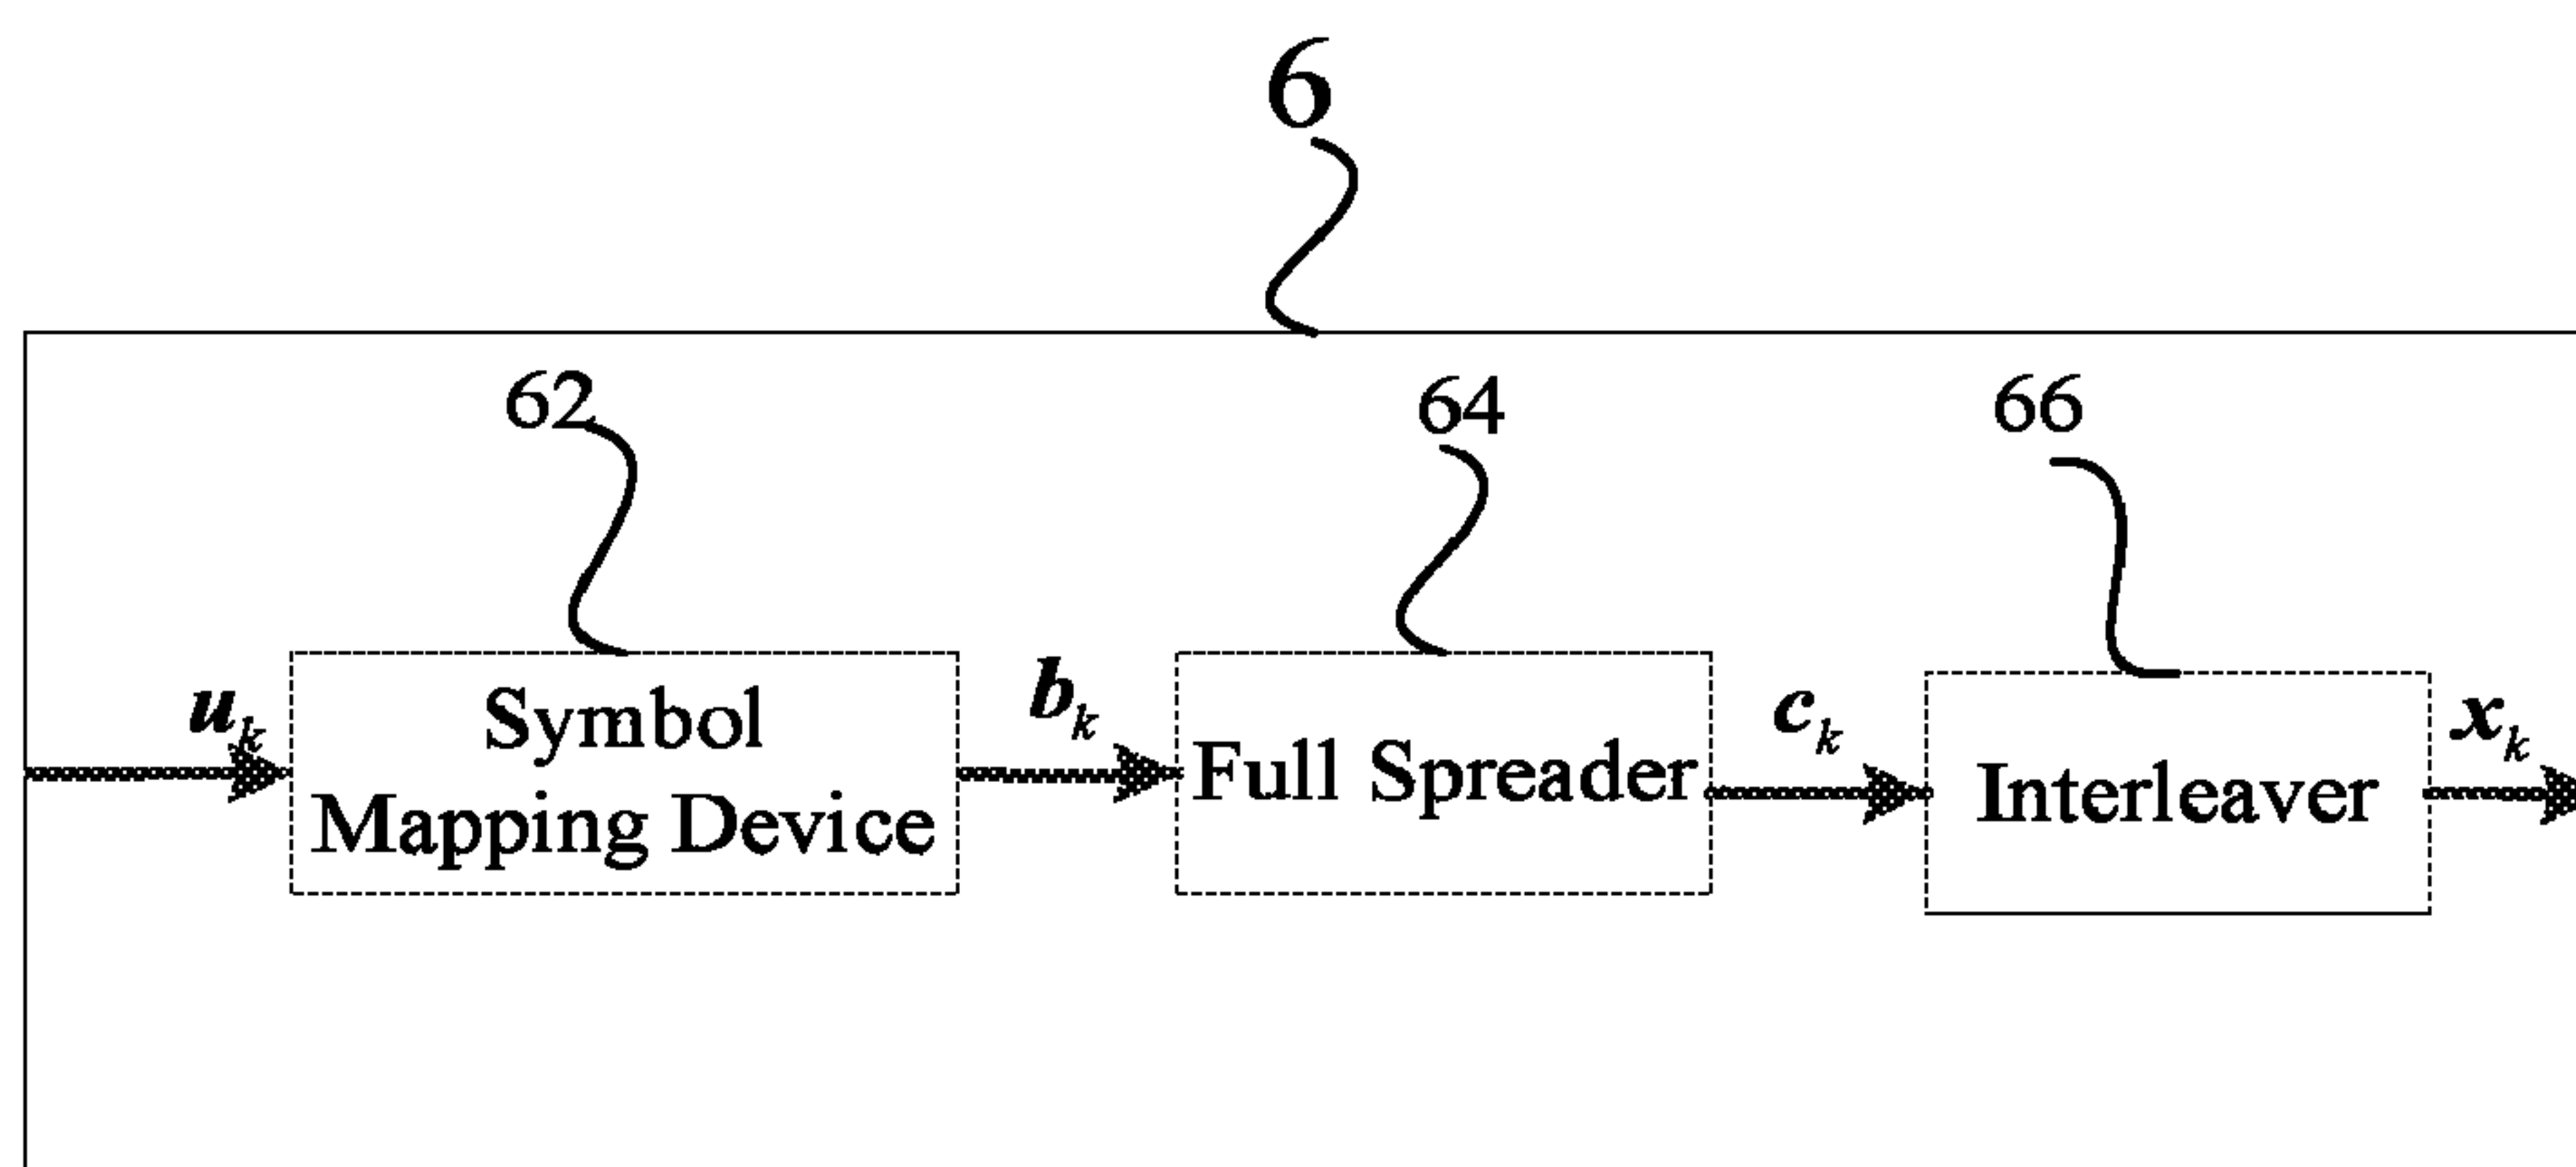 6
62
64
66
u_k
Symbol
Mapping Device
b_k
Full Spreader
c_k
Interleaver
x_k